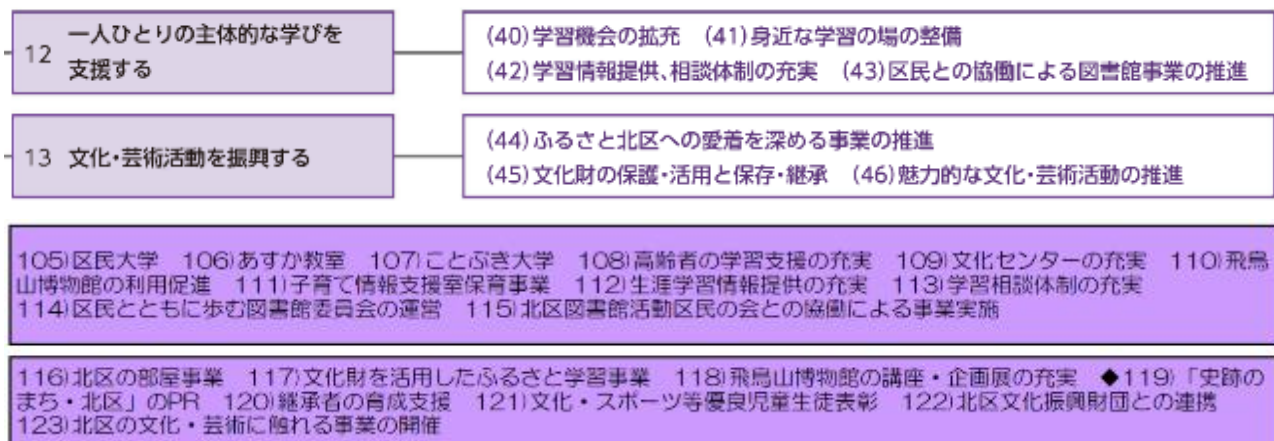 12 一人ひとりの主体的な学びを
支援する
(40)学習機会の拡充 (41)身近な学習の場の整備
(42)学習情報提供、相談体制の充実 (43)区民との協働による図書館事業の推進
13 文化・芸術活動を振興する
(44)ふるさと北区への愛着を深める事業の推進
(45)文化財の保護・活用と保存・継承 (46)魅力的な文化・芸術活動の推進
105)区民大学 106)あすか教室 107)ことぶき大学 108)高齢者の学習支援の充実 109)文化センターの充実 110)飛鳥
山博物館の利用促進 111)子育て情報支援室保育事業 112)生涯学習情報提供の充実 113)学習相談体制の充実
114)区民とともに歩む図書館委員会の運営 115)北区図書館活動区民の会との協働による事業実施
116)北区の部屋事業 117)文化財を活用したふるさと学習事業 118)飛鳥山博物館の講座・企画展の充実 ◆119)「史跡の
まち・北区」のPR 120)継承者の育成支援 121)文化・スポーツ等優良児童生徒表彰 122)北区文化振興財団との連携
123)北区の文化・芸術に触れる事業の開催